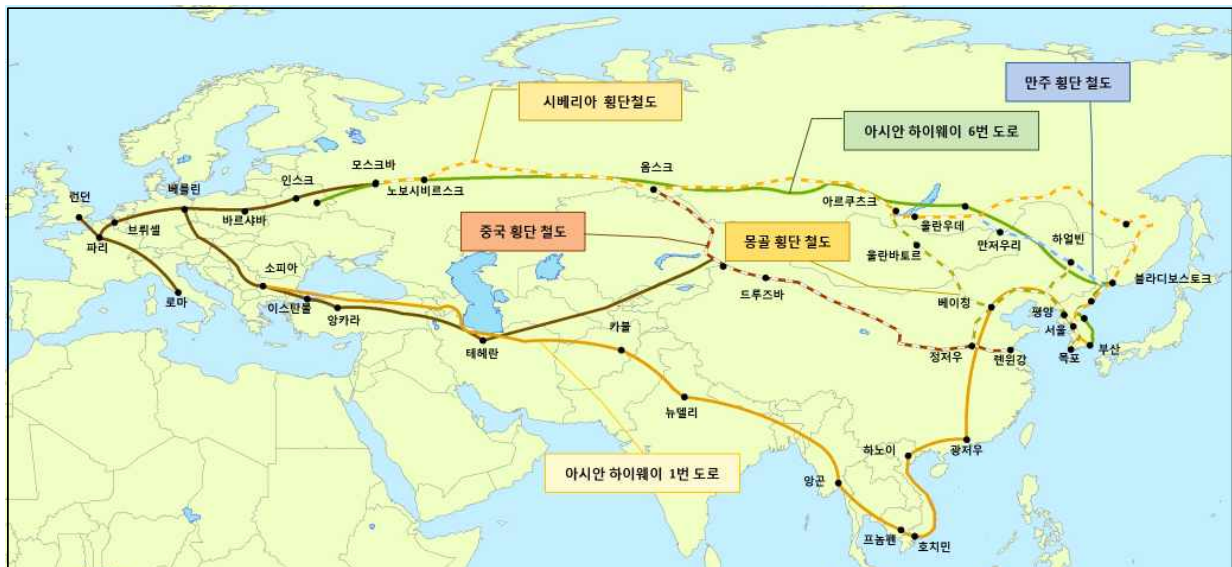 만주 횡단 철도
시베리아 횡단철도
아시안 하이웨이 6번 도로
모스크바
옴스크
베를린
인스크
노보시비르스크
런던
아르쿠츠크
바르샤바
브뤼셀
울란우데
하얼빈
파리
중국 횡단 철도
몽골 횡단 철도
만저우리
울란바토르
소피아
블라디보스토크
드루즈바
로마
이스탄불
베이징
앙카라
평양
카불
서울
테헤란
정저우
렌윈강
목포
부산
뉴델리
하노이
광저우
아시안 하이웨이 1번 도로
양곤
프놈펜
호치민